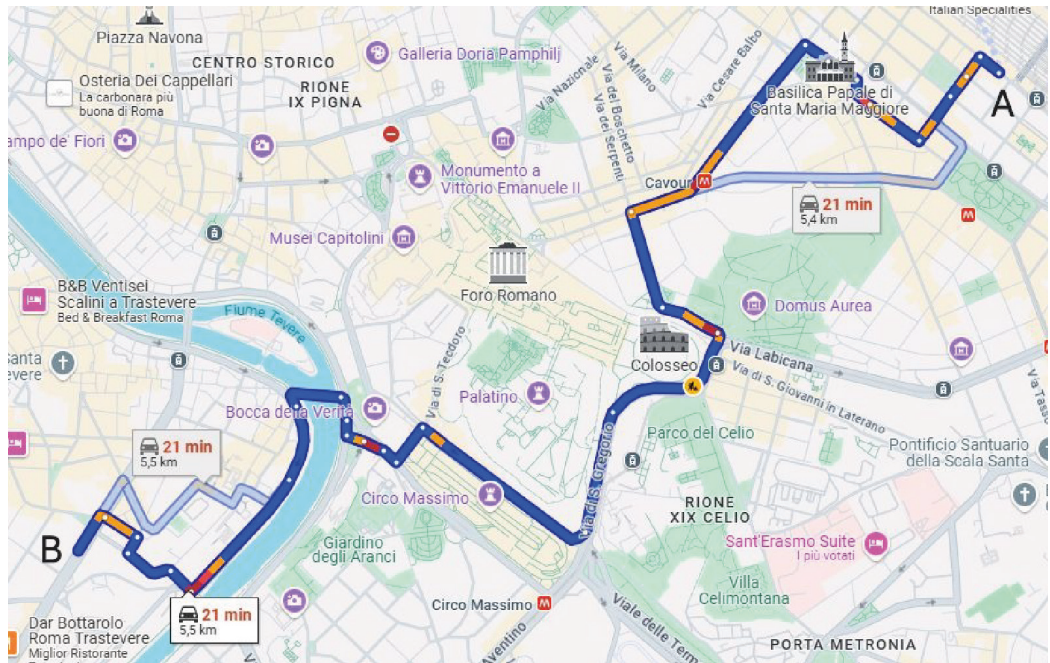 Italian Specialities
Piazza Navona
CENTRO STORICO
Galleria Doria Pamphilj
RIONE
IX PIGNA
Via Nazionale
Via Milano
Via del Boschetto
Via dei Serpenti
Via Cesare Balbo
Basilica Papale di
Santa Maria Maggiore
A
Osteria Dei Cappellari
La carbonara più
buona di Roma
ampo de' Fiori
Monumento a
Vittorio Emanuele II
Cavour
M
21 min
5,4 km
M
Musei Capitolini
Foro Romano
Domus Aurea
B&B Ventisei
Scalini a Trastevere
Bed & Breakfast Roma
Fiume Tevere
Via di S. Teodoro
Colosseo
Via Labicana
Via di S. Giovanni in Laterano
Via Tasso
Santa
evere
Bocca della Verità
Palatino
Parco del Celio
Pontificio Santuario
della Scala Santa
21 min
5,5 km
Circo Massimo
Via di S. Gregorio
RIONE
XIX CELIO
B
Giardino
degli Aranci
Sant'Erasmo Suite
I più votati
Villa
Celimontana
21 min
5,5 km
Circo Massimo
M
Dar Bottarolo
Roma Trastevere
Miglior Ristorante
Aventino
Viale delle Term
PORTA METRONIA